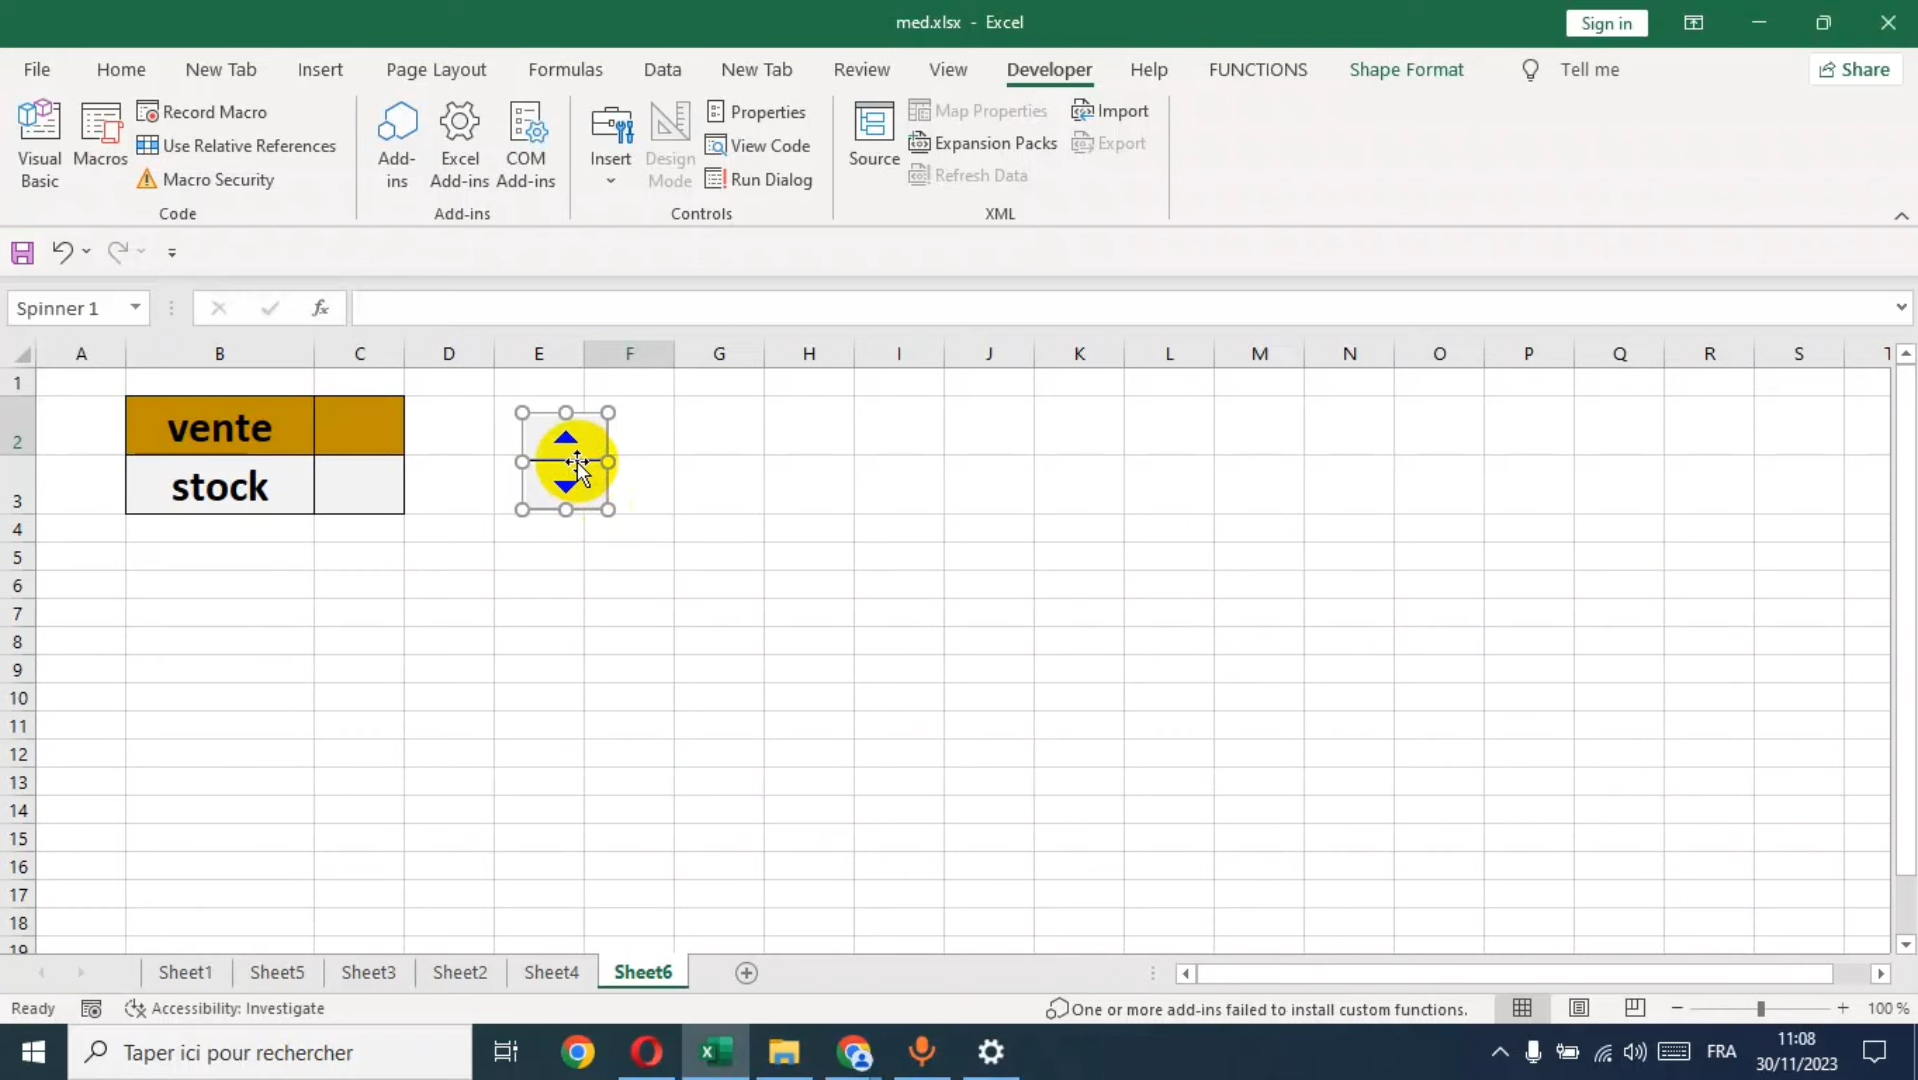 med.xlsx - Excel
Sign in
File Home New Tab Insert Page Layout Formulas Data New Tab Review View Developer Help FUNCTIONS Shape Format Tell me Share
Visual Basic
Macros
Record Macro
Use Relative References
Macro Security
Code
Add-ins
Excel Add-ins
COM Add-ins
Add-ins
Insert
Design Mode
Properties
View Code
Run Dialog
Controls
Source
Map Properties
Expansion Packs
Refresh Data
Import
Export
XML
Spinner 1
fx
A B C D E F G H I J K L M N O P Q R S T
1
2 vente
3 stock
4
5
6
7
8
9
10
11
12
13
14
15
16
17
18
19
Sheet1 Sheet5 Sheet3 Sheet2 Sheet4 Sheet6
Ready Accessibility: Investigate One or more add-ins failed to install custom functions. 100 %
Taper ici pour rechercher
FRA
11:08
30/11/2023